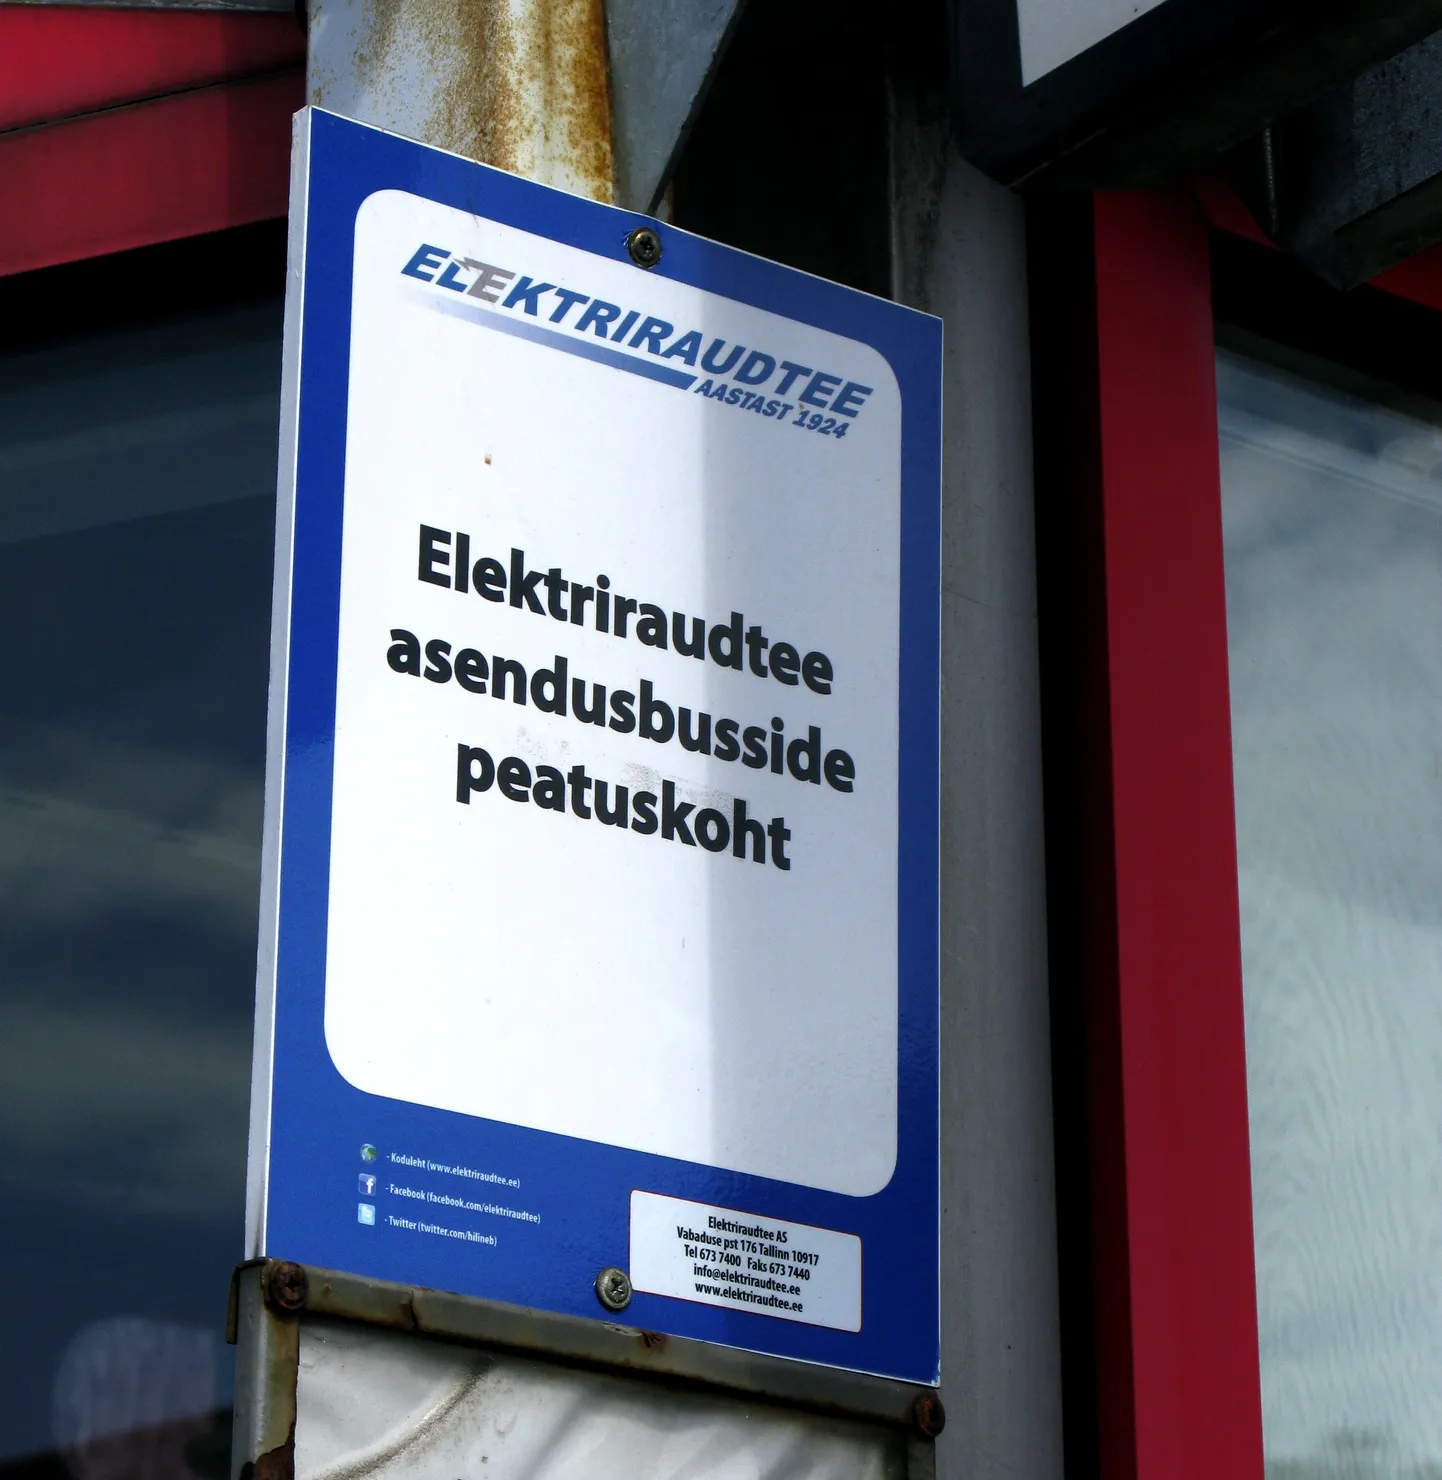 ELEKTRIRAUDTEE
AASTAST 1924
Elektriraudtee
asendusbusside
peatuskoht
- Koduleht (www.elektriraudtee.ee)
- Facebook (facebook.com/elektriraudtee)
- Twitter (twitter.com/hilineb)
Elektriraudtee AS
Vabaduse pst 176 Tallinn 10917
Tel 673 7400 Faks 673 7440
info@elektriraudtee.ee
www.elektriraudtee.ee